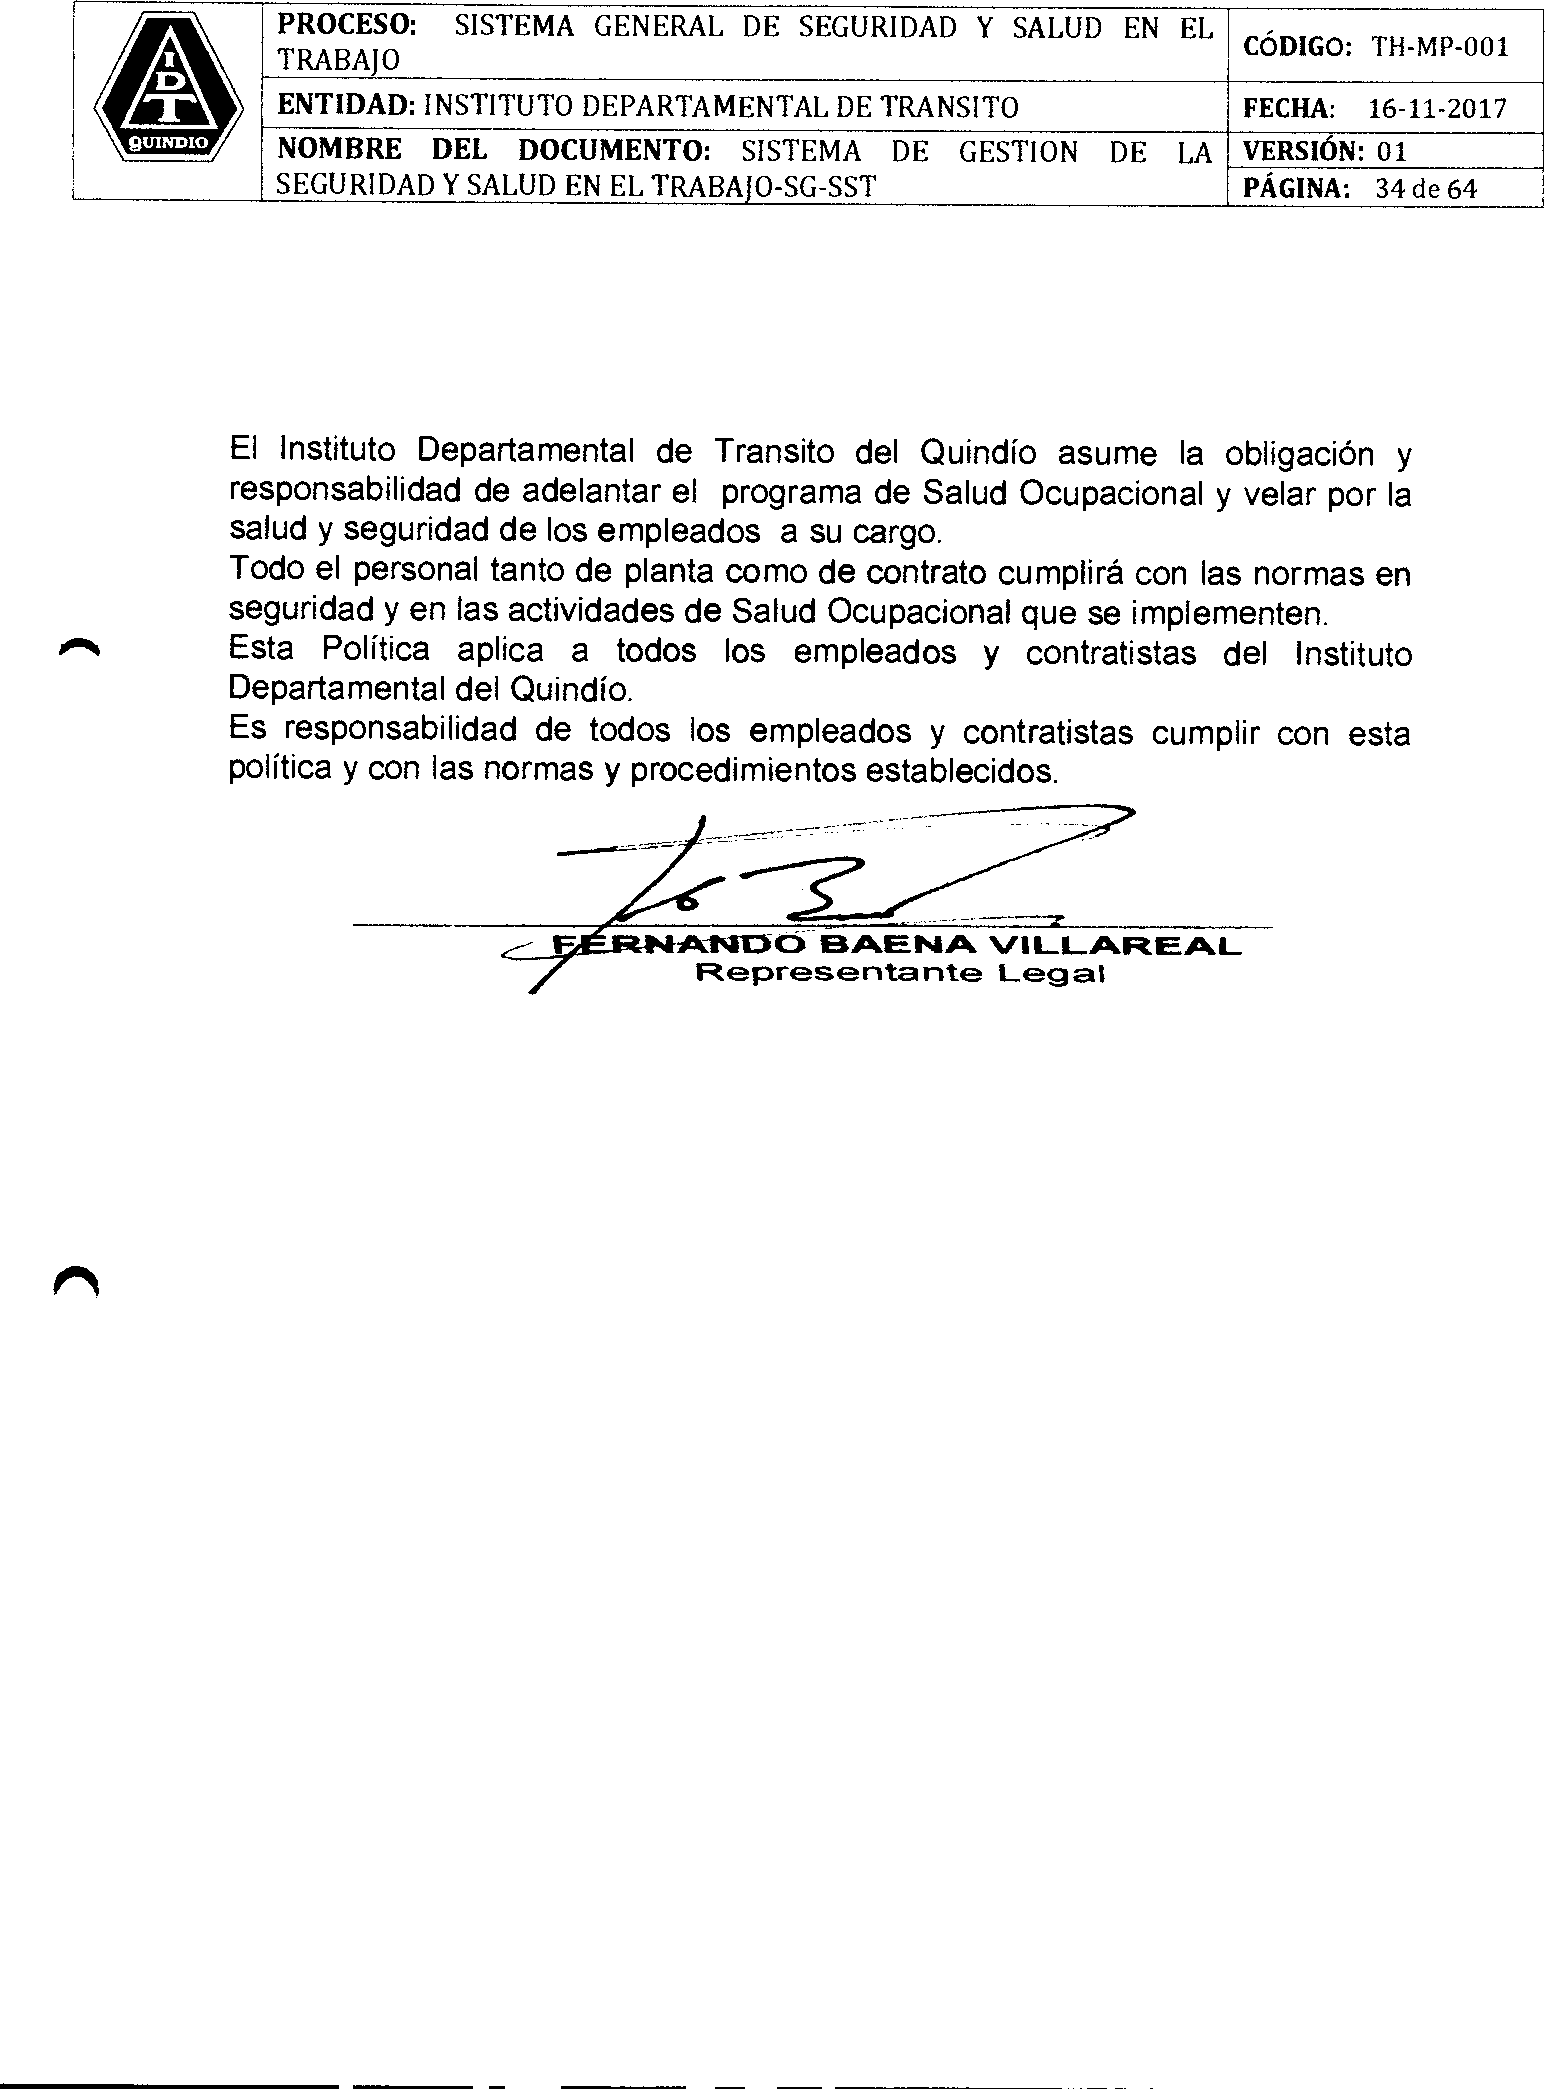 I
D
T
QUINDIO
PROCESO: SISTEMA GENERAL DE SEGURIDAD Y SALUD EN EL
TRABAJO
CÓDIGO: TH-MP-001
ENTIDAD: INSTITUTO DEPARTAMENTAL DE TRANSITO
FECHA: 16-11-2017
NOMBRE DEL DOCUMENTO: SISTEMA DE GESTION DE LA
SEGURIDAD Y SALUD EN EL TRABAJO-SG-SST
VERSIÓN: 01
PÁGINA: 34 de 64
El Instituto Departamental de Transito del Quindío asume la obligación y
responsabilidad de adelantar el programa de Salud Ocupacional y velar por la
salud y seguridad de los empleados a su cargo.
Todo el personal tanto de planta como de contrato cumplirá con las normas en
seguridad y en las actividades de Salud Ocupacional que se implementen.
Esta Política aplica a todos los empleados y contratistas del Instituto
Departamental del Quindío.
Es responsabilidad de todos los empleados y contratistas cumplir con esta
política y con las normas y procedimientos establecidos.
FERNANDO BAENA VILLAREAL
Representante Legal